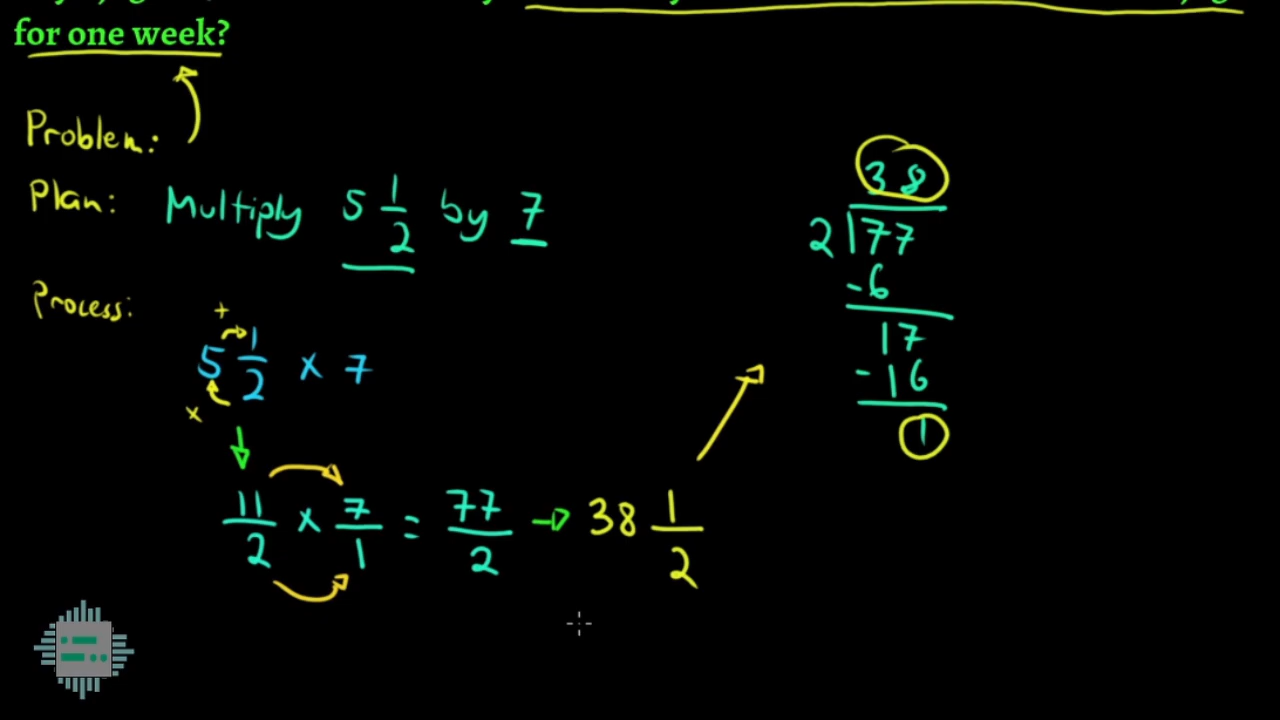 for one week?
Problem:
Plan: Multiply 5 1/2 by 7
Process:
+
5 1/2 x 7
x
11/2 x 7/1 = 77/2 → 38 1/2
38
2 77
-6
17
-16
1